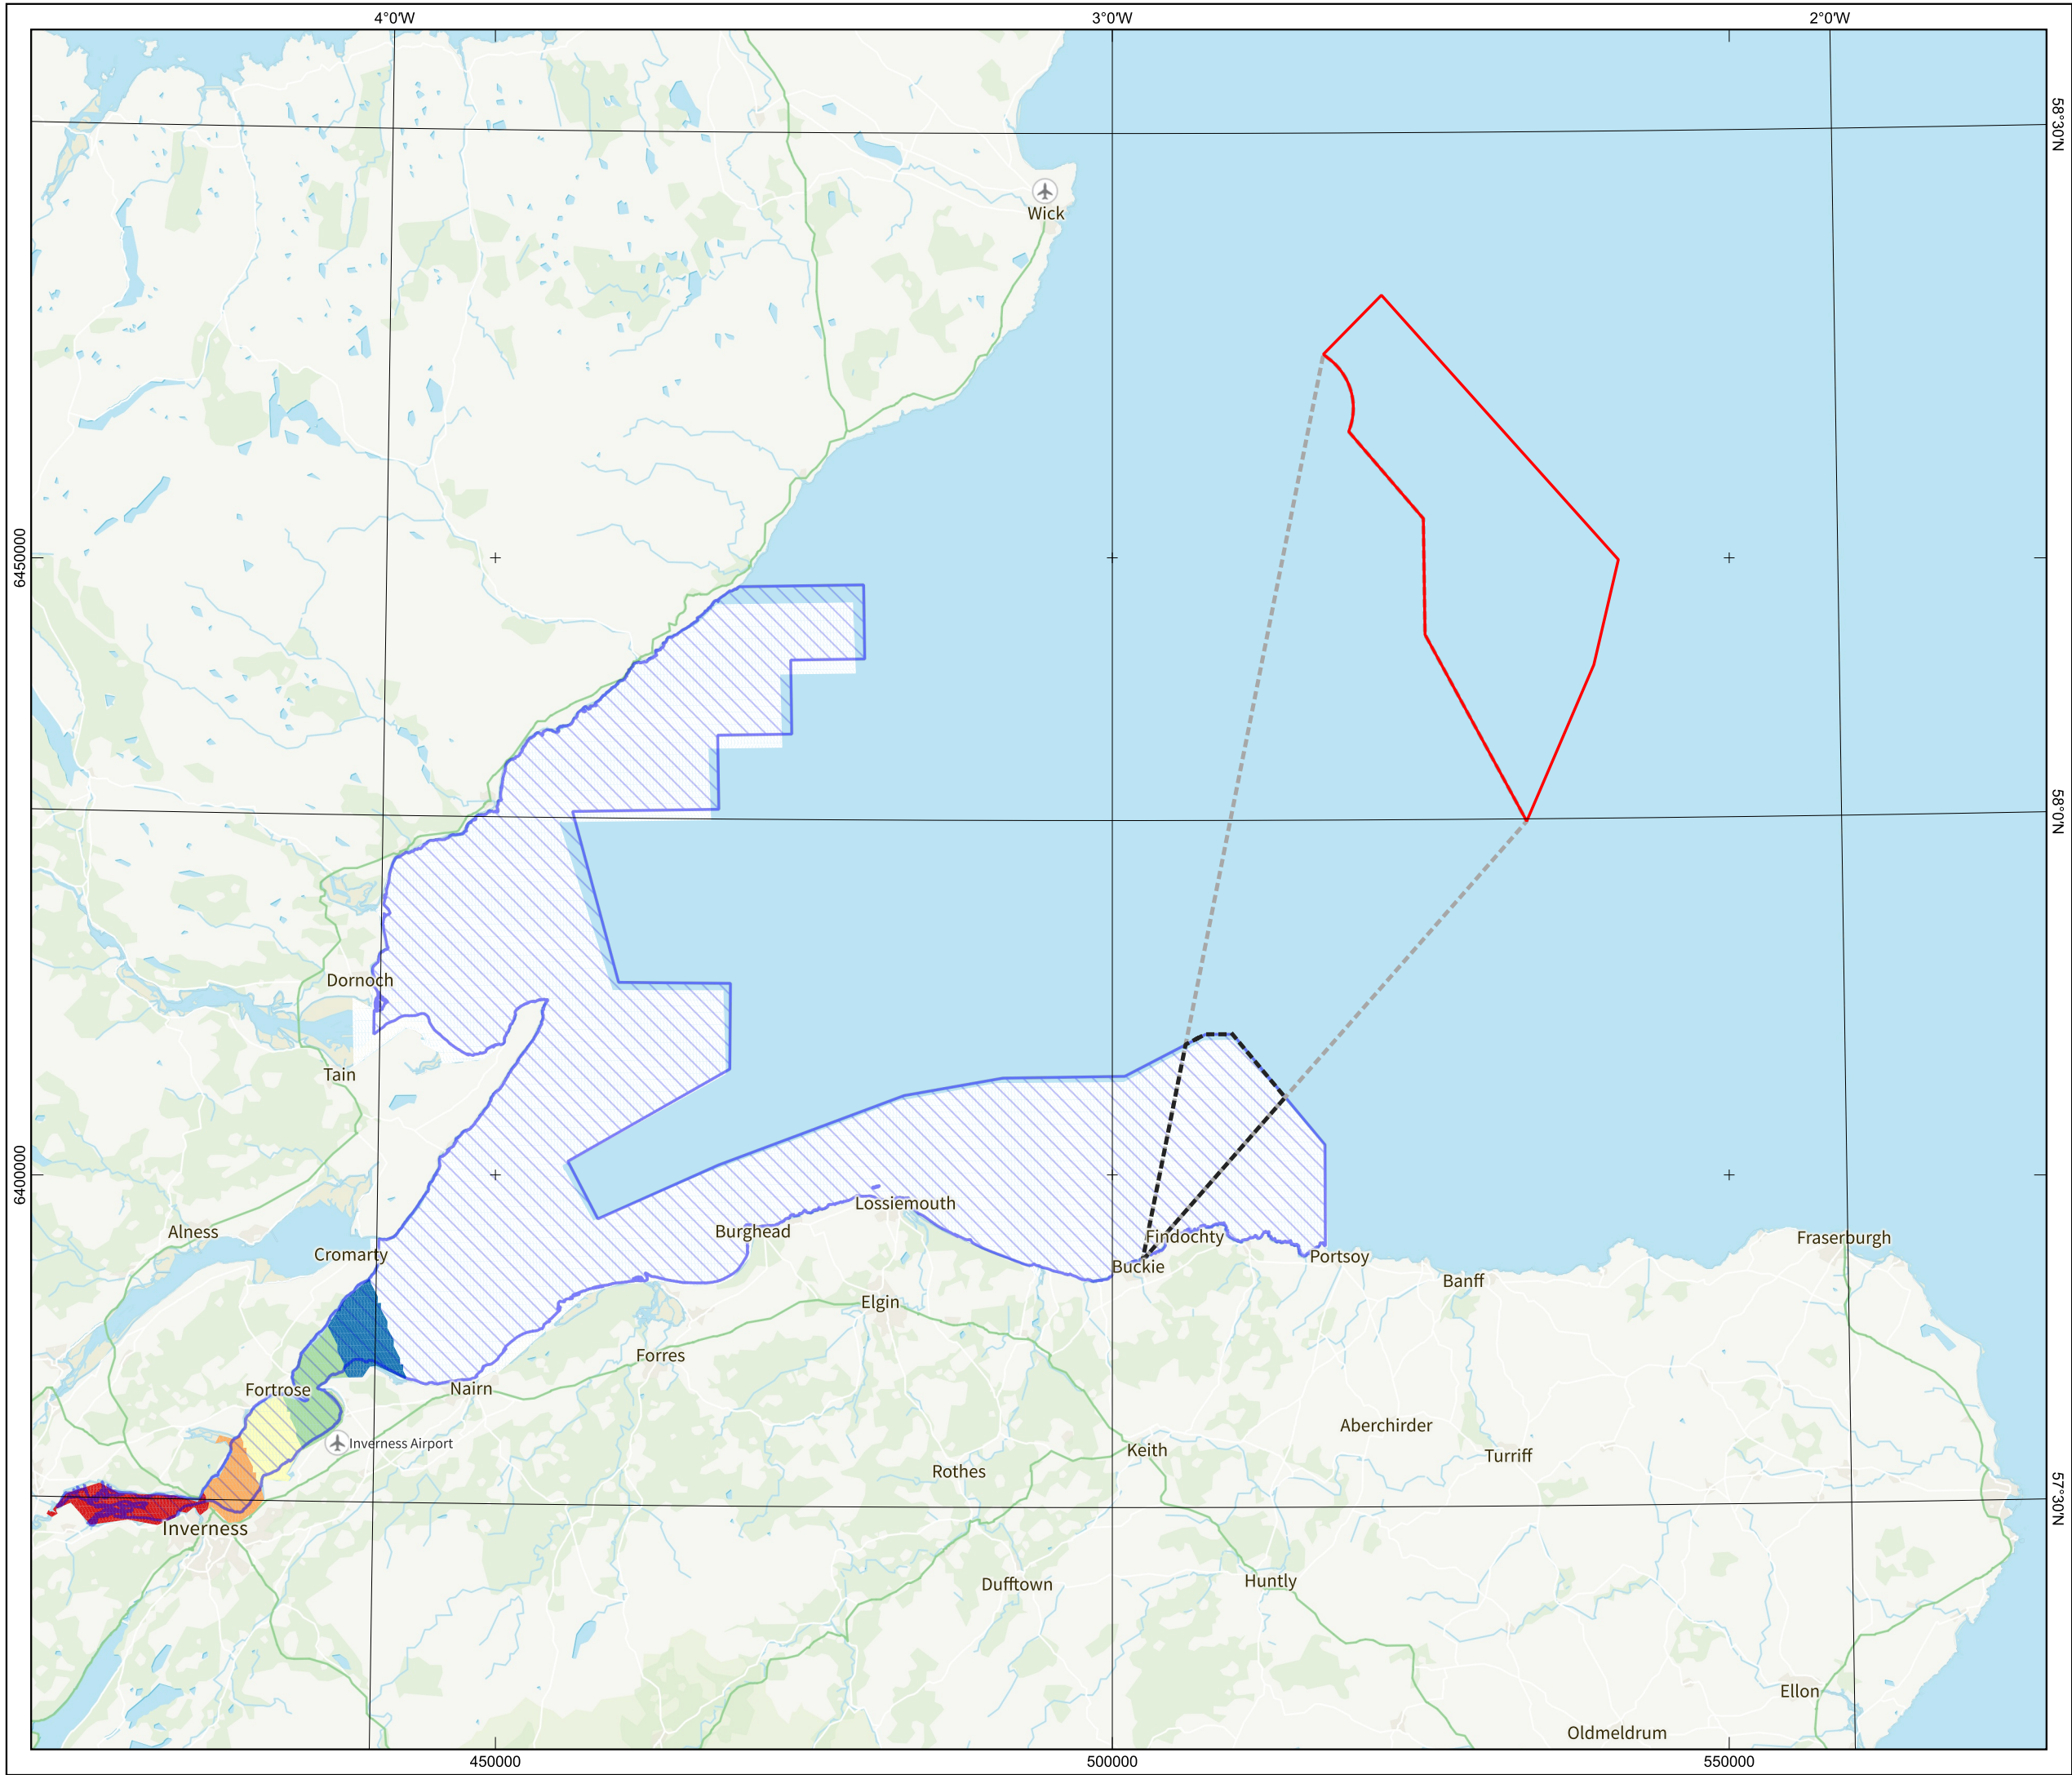 4°0'W
3°0'W
2°0'W
58°30'N
Wick
6450000
58°0'N
Dornoch
Tain
6400000
Alness
Lossiemouth
Burghead
Findochty
Fraserburgh
Cromarty
Portsoy
Buckie
Banff
Elgin
Forres
Nairn
Fortrose
Aberchirder
Inverness Airport
Keith
Turriff
Rothes
57°30'N
Inverness
Huntly
Dufftown
Ellon
Oldmeldrum
450000
500000
550000